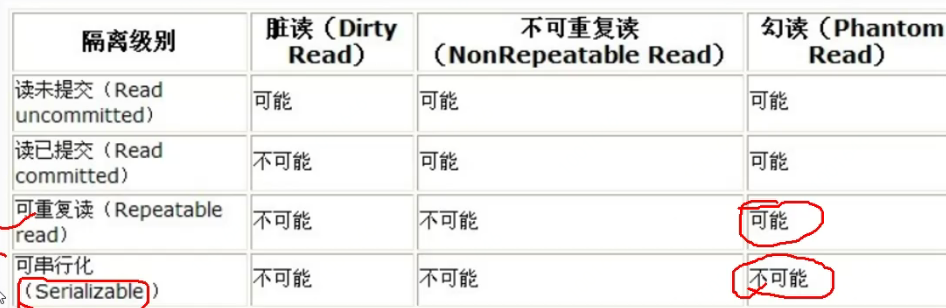 隔离级别
脏读（Dirty
Read）
不可重复读
（NonRepeatable Read）
幻读（Phantom
Read）
读未提交（Read
uncommitted）
可能
可能
可能
读已提交（Read
committed）
不可能
可能
可能
可重复读（Repeatable
read）
不可能
不可能
可能
可串行化
（Serializable）
不可能
不可能
不可能